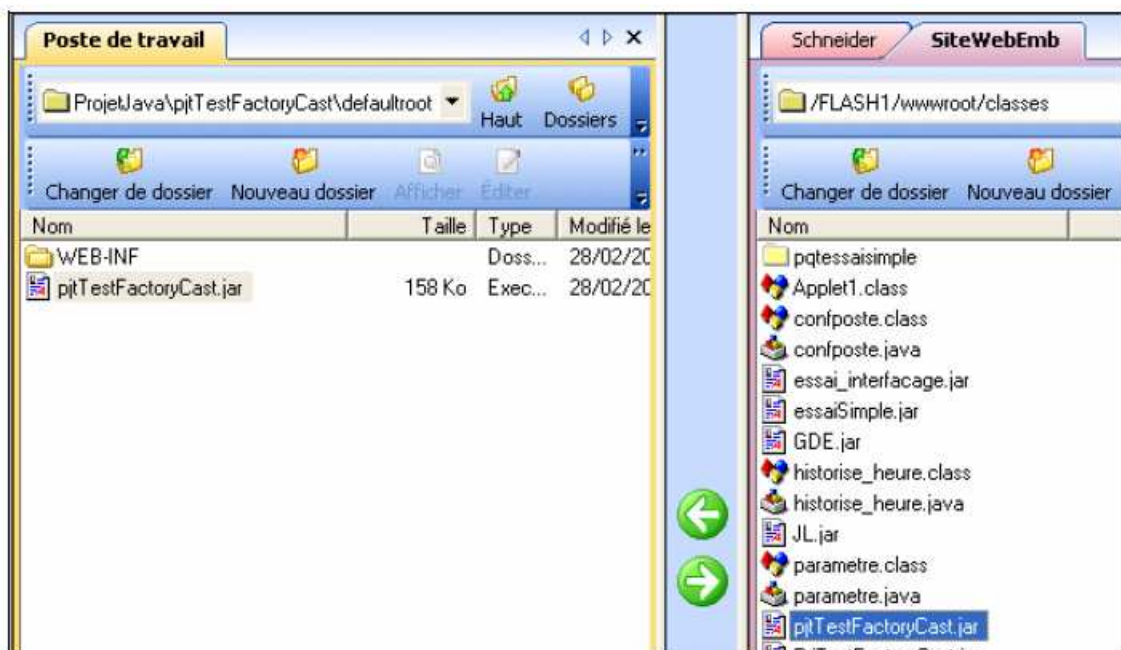 Poste de travail
ProjetJava\pjtTestFactoryCast\defaultroot
Haut
Dossiers
Changer de dossier
Nouveau dossier
Afficher
Éditer
Nom
Taille
Type
Modifié le
WEB-INF
Doss...
28/02/20
pjtTestFactoryCast.jar
158 Ko
Exec...
28/02/20
Schneider
SiteWebEmb
/FLASH1/wwwroot/classes
Changer de dossier
Nouveau dossier
Nom
pqtessaisimple
Applet1.class
confposte.class
confposte.java
essai_interfacage.jar
essaiSimple.jar
GDE.jar
historise_heure.class
historise_heure.java
JL.jar
parametre.class
parametre.java
pjtTestFactoryCast.jar